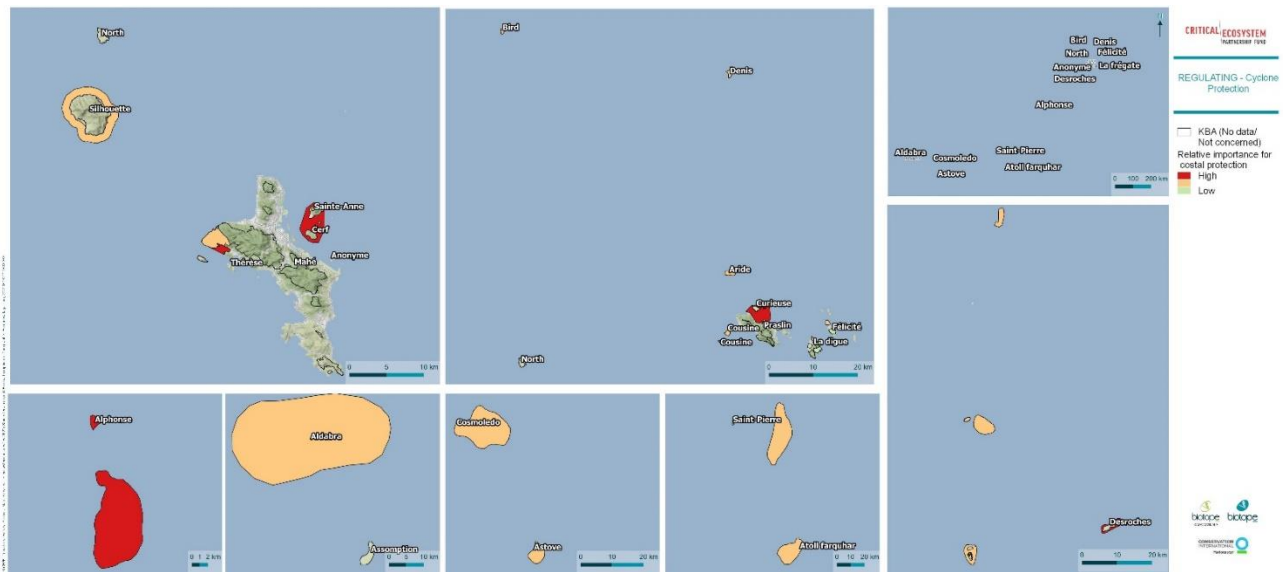 North
Silhouette
Sainte-Anne
Cerf
Anonyme
Thérèse
Mahé
0 5 10 km
Bird
Denis
Aride
Curieuse
Cousine
Praslin
Cousine
Félicité
La digue
North
0 10 20 km
Bird Denis
North Félicité
Anonyme La frégate
Desroches
Alphonse
Aldabra
Cosmoledo
Astove
Saint-Pierre
Atoll farquhar
0 100 200 km
CRITICAL ECOSYSTEM
PARTNERSHIP FUND
REGULATING - Cyclone
Protection
KBA (No data/
Not concerned)
Relative importance for
costal protection
High
Low
Alphonse
0 1 2 km
Aldabra
Assomption
0 5 10 km
Cosmoledo
Astove
0 10 20 km
Saint-Pierre
Atoll farquhar
0 10 20 km
Desroches
0 10 20 km
biotope biotope
CONSERVATION
INTERNATIONAL